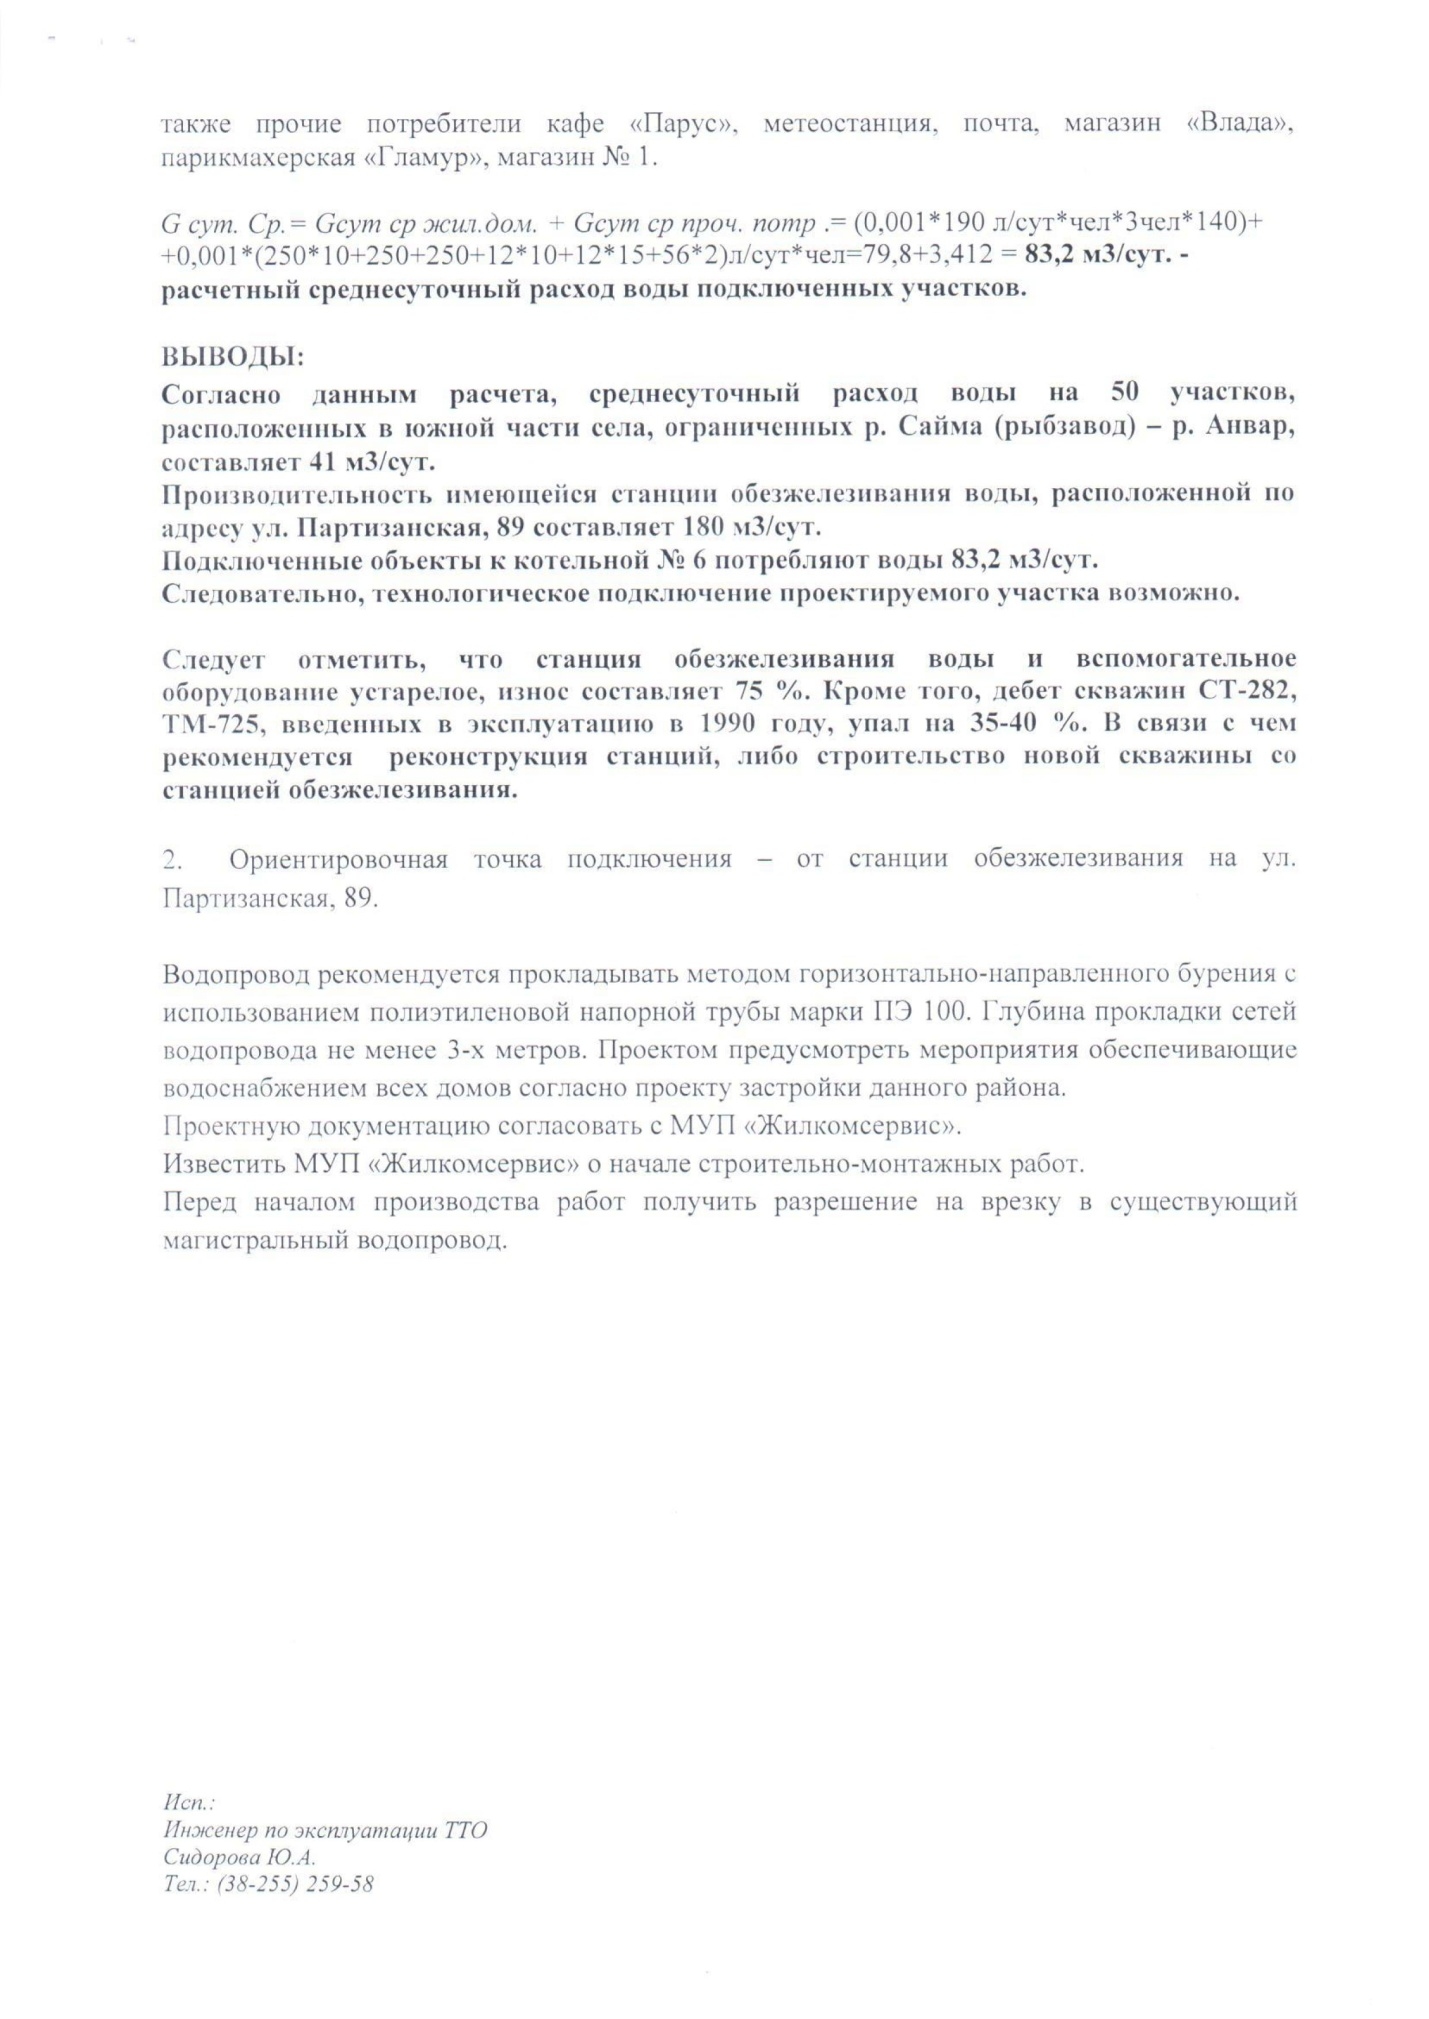 также прочие потребители кафе «Парус», метеостанция, почта, магазин «Влада»,
парикмахерская «Гламур», магазин № 1.
G сут. Ср.= Gсут ср жил.дом. + Gсут ср проч. потр .= (0,001*190 л/сут*чел*3чел*140)+
+0,001*(250*10+250+250+12*10+12*15+56*2)л/сут*чел=79,8+3,412 = 83,2 м3/сут. -
расчетный среднесуточный расход воды подключенных участков.
ВЫВОДЫ:
Согласно данным расчета, среднесуточный расход воды на 50 участков,
расположенных в южной части села, ограниченных р. Сайма (рыбзавод) – р. Анвар,
составляет 41 м3/сут.
Производительность имеющейся станции обезжелезивания воды, расположенной по
адресу ул. Партизанская, 89 составляет 180 м3/сут.
Подключенные объекты к котельной № 6 потребляют воды 83,2 м3/сут.
Следовательно, технологическое подключение проектируемого участка возможно.
Следует отметить, что станция обезжелезивания воды и вспомогательное
оборудование устарелое, износ составляет 75 %. Кроме того, дебет скважин СТ-282,
ТМ-725, введенных в эксплуатацию в 1990 году, упал на 35-40 %. В связи с чем
рекомендуется реконструкция станций, либо строительство новой скважины со
станцией обезжелезивания.
2. Ориентировочная точка подключения – от станции обезжелезивания на ул.
Партизанская, 89.
Водопровод рекомендуется прокладывать методом горизонтально-направленного бурения с
использованием полиэтиленовой напорной трубы марки ПЭ 100. Глубина прокладки сетей
водопровода не менее 3-х метров. Проектом предусмотреть мероприятия обеспечивающие
водоснабжением всех домов согласно проекту застройки данного района.
Проектную документацию согласовать с МУП «Жилкомсервис».
Известить МУП «Жилкомсервис» о начале строительно-монтажных работ.
Перед началом производства работ получить разрешение на врезку в существующий
магистральный водопровод.
Исп.:
Инженер по эксплуатации ТТО
Сидорова Ю.А.
Тел.: (38-255) 259-58